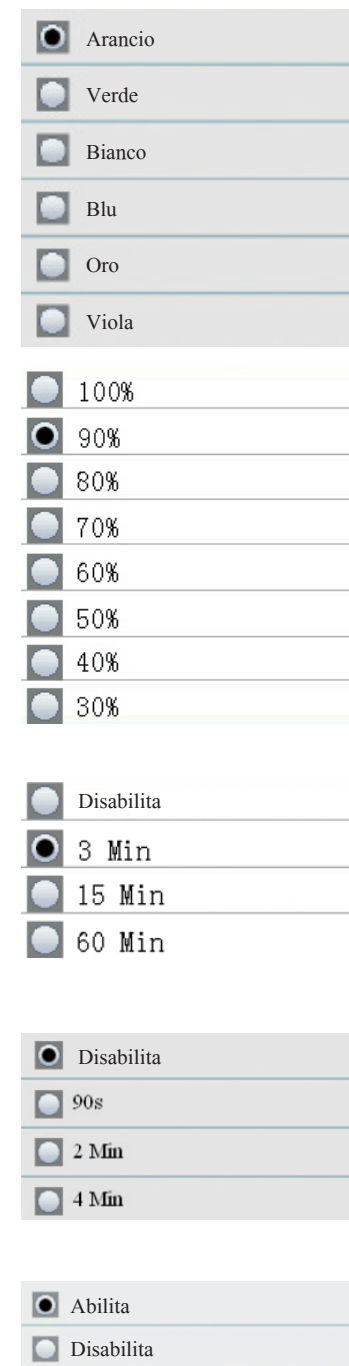 Arancio
Verde
Bianco
Blu
Oro
Viola
100%
90%
80%
70%
60%
50%
40%
30%
Disabilita
3 Min
15 Min
60 Min
Disabilita
90s
2 Min
4 Min
Abilita
Disabilita